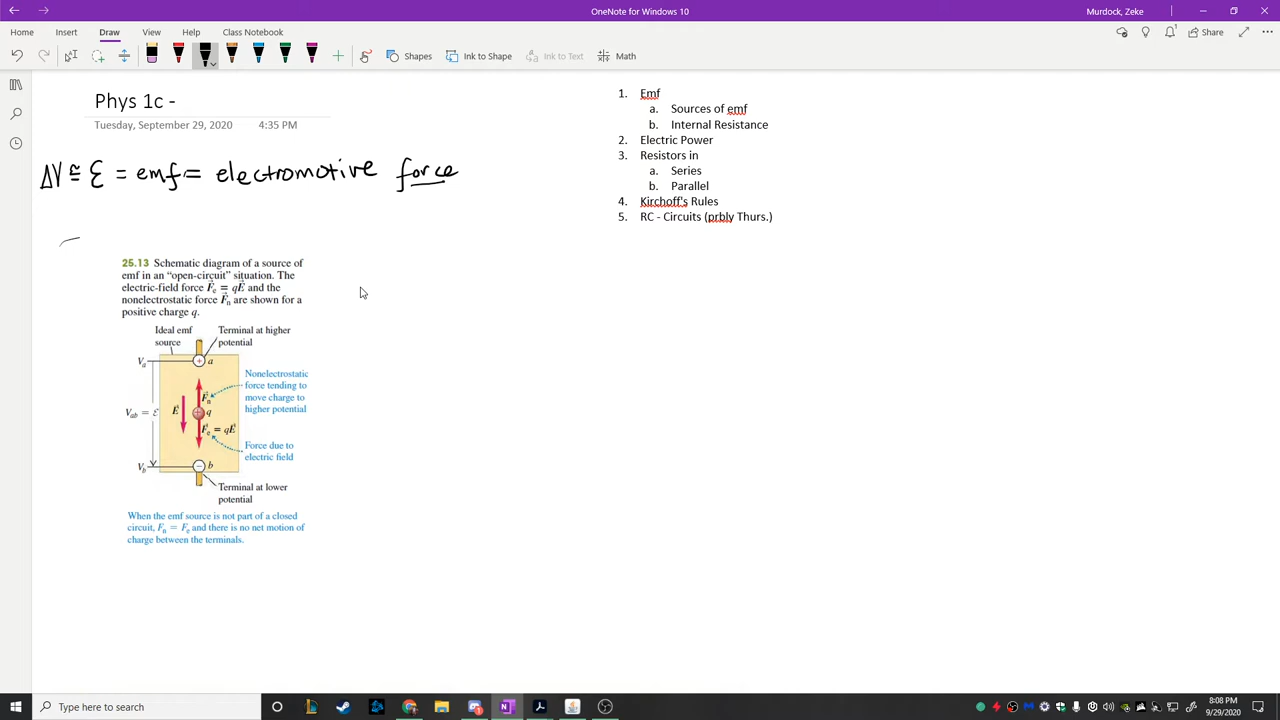 OneNote for Windows 10
Murdock, Zeke
Home Insert Draw View Help Class Notebook
Shapes Ink to Shape Ink to Text Math
Share
Phys 1c -
Tuesday, September 29, 2020 4:35 PM
ΔV ≅ Ɛ = emf = electromotive force
25.13 Schematic diagram of a source of
emf in an "open-circuit" situation. The
electric-field force F⃗e = qE⃗ and the
nonelectrostatic force F⃗n are shown for a
positive charge q.
Ideal emf
source
Terminal at higher
potential
Va
+ a
Nonelectrostatic
force tending to
move charge to
higher potential
F⃗n
E⃗
+ q
Vab = Ɛ
F⃗e = qE⃗
Force due to
electric field
Vb
− b
Terminal at lower
potential
When the emf source is not part of a closed
circuit, Fn = Fe and there is no net motion of
charge between the terminals.
1. Emf
a. Sources of emf
b. Internal Resistance
2. Electric Power
3. Resistors in
a. Series
b. Parallel
4. Kirchoff's Rules
5. RC - Circuits (prbly Thurs.)
Type here to search
8:08 PM
9/29/2020